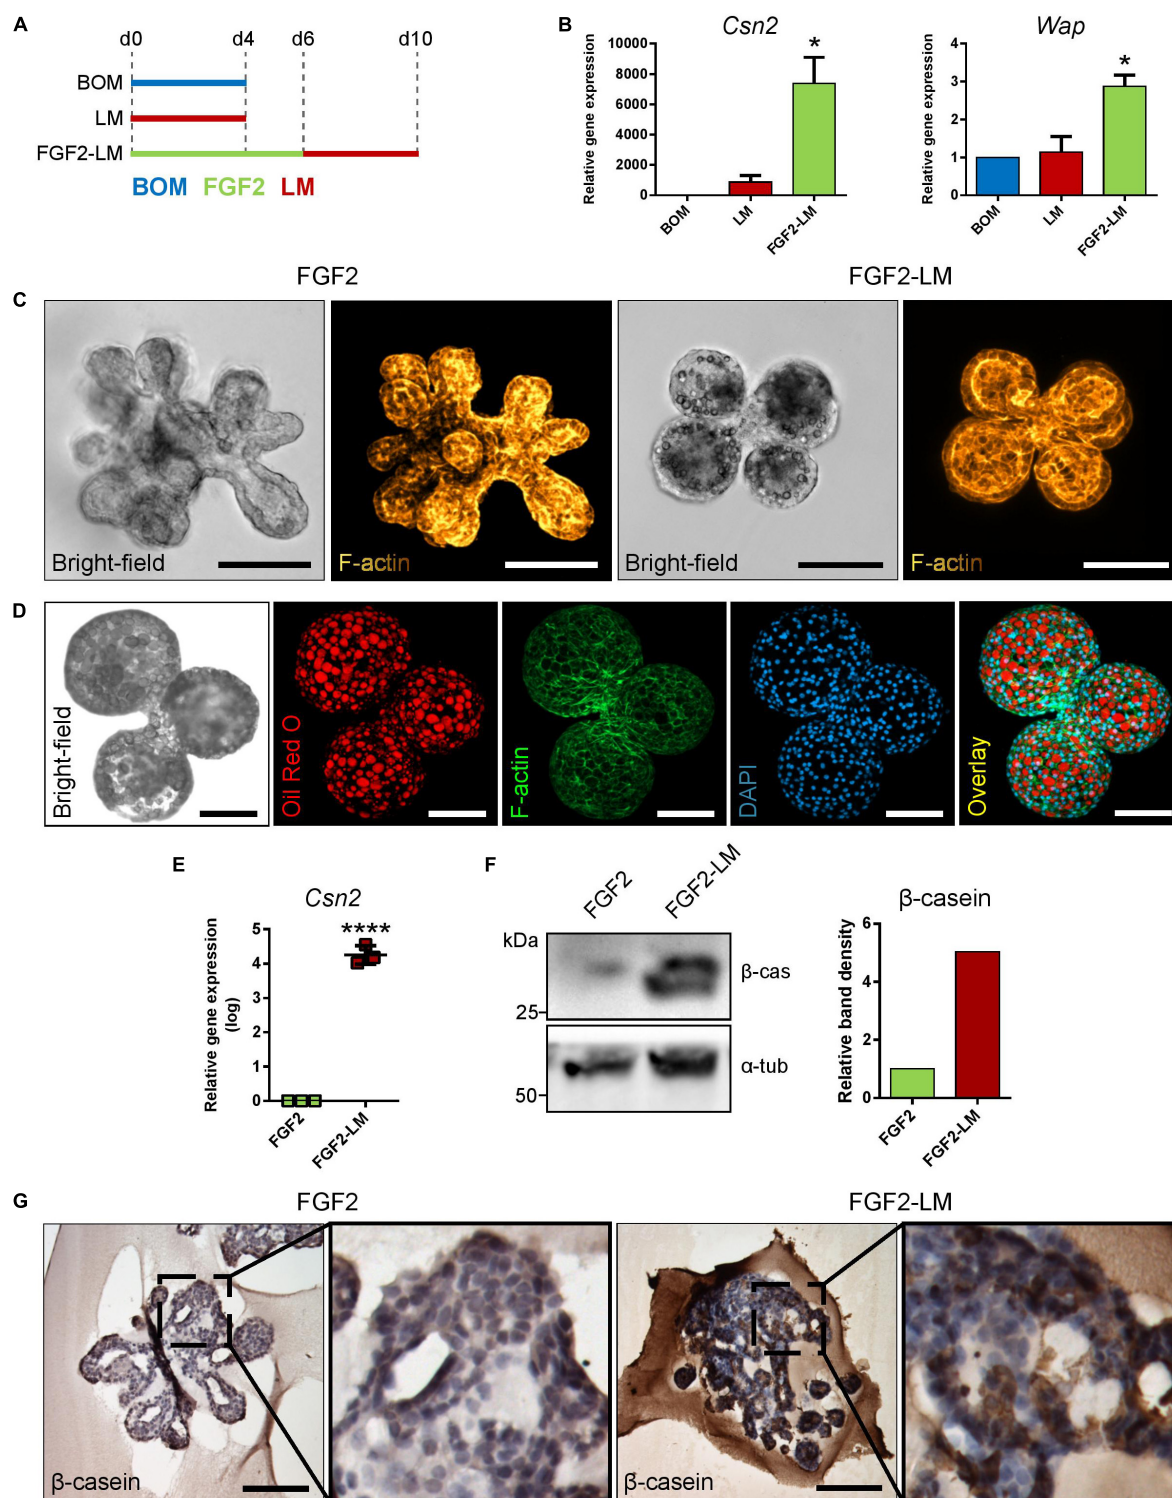 A
d0 d4 d6 d10
BOM
LM
FGF2-LM
BOM FGF2 LM
B
Csn2
Relative gene expression
10000
8000
6000
4000
2000
0
*
BOM
LM
FGF2-LM
Wap
Relative gene expression
4
3
2
1
0
*
BOM
LM
FGF2-LM
FGF2
FGF2-LM
C
Bright-field
F-actin
Bright-field
F-actin
D
Bright-field
Oil Red O
F-actin
DAPI
Overlay
E
Csn2
Relative gene expression
(log)
5
4
3
2
1
0
****
FGF2
FGF2-LM
F
FGF2
FGF2-LM
kDa
β-cas
25
α-tub
50
β-casein
Relative band density
6
4
2
0
FGF2
FGF2-LM
G
FGF2
FGF2-LM
β-casein
β-casein